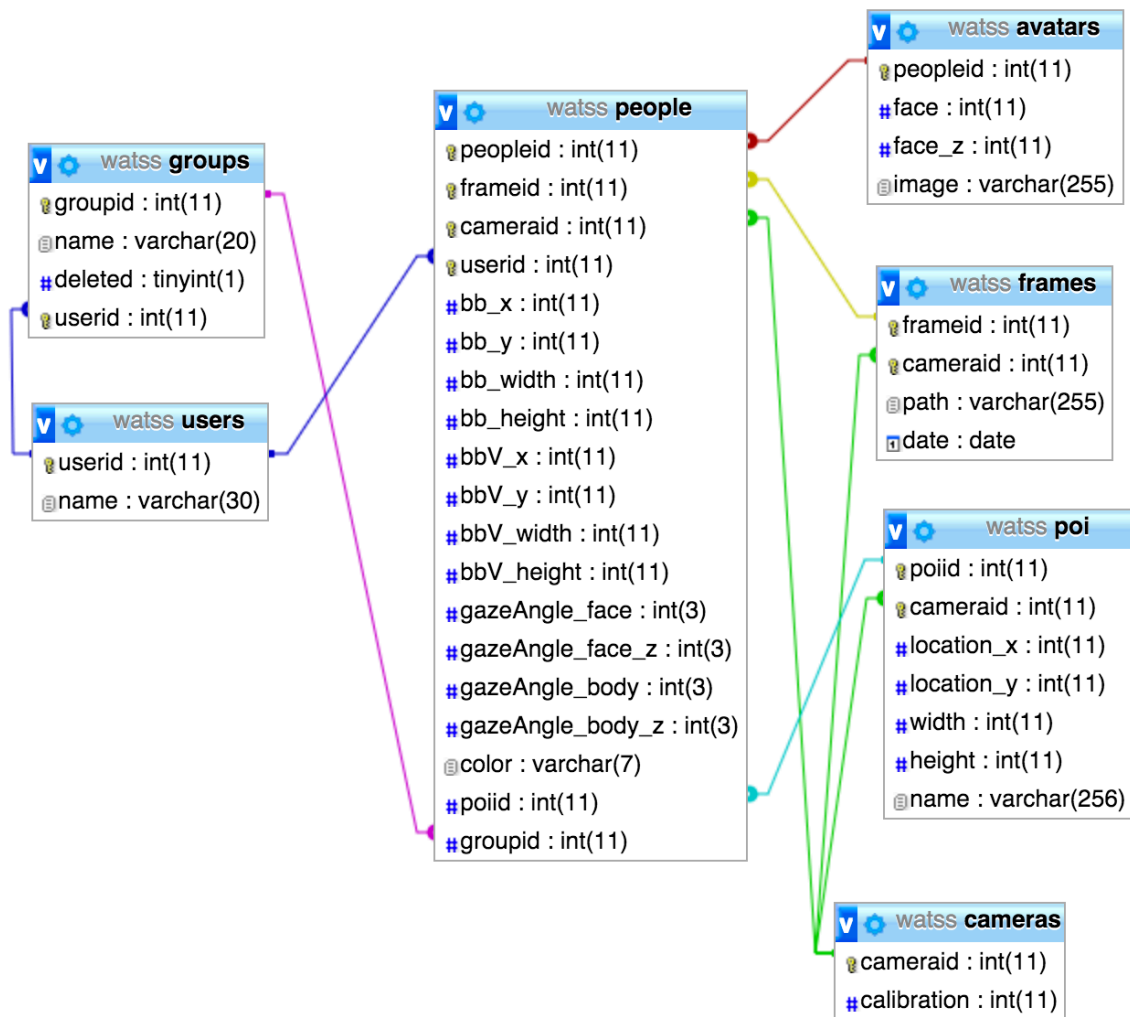 watss groups
groupid : int(11)
name : varchar(20)
deleted : tinyint(1)
userid : int(11)
watss users
userid : int(11)
name : varchar(30)
watss people
peopleid : int(11)
frameid : int(11)
cameraid : int(11)
userid : int(11)
bb_x : int(11)
bb_y : int(11)
bb_width : int(11)
bb_height : int(11)
bbV_x : int(11)
bbV_y : int(11)
bbV_width : int(11)
bbV_height : int(11)
gazeAngle_face : int(3)
gazeAngle_face_z : int(3)
gazeAngle_body : int(3)
gazeAngle_body_z : int(3)
color : varchar(7)
poiid : int(11)
groupid : int(11)
watss avatars
peopleid : int(11)
face : int(11)
face_z : int(11)
image : varchar(255)
watss frames
frameid : int(11)
cameraid : int(11)
path : varchar(255)
date : date
watss poi
poiid : int(11)
cameraid : int(11)
location_x : int(11)
location_y : int(11)
width : int(11)
height : int(11)
name : varchar(256)
watss cameras
cameraid : int(11)
calibration : int(11)